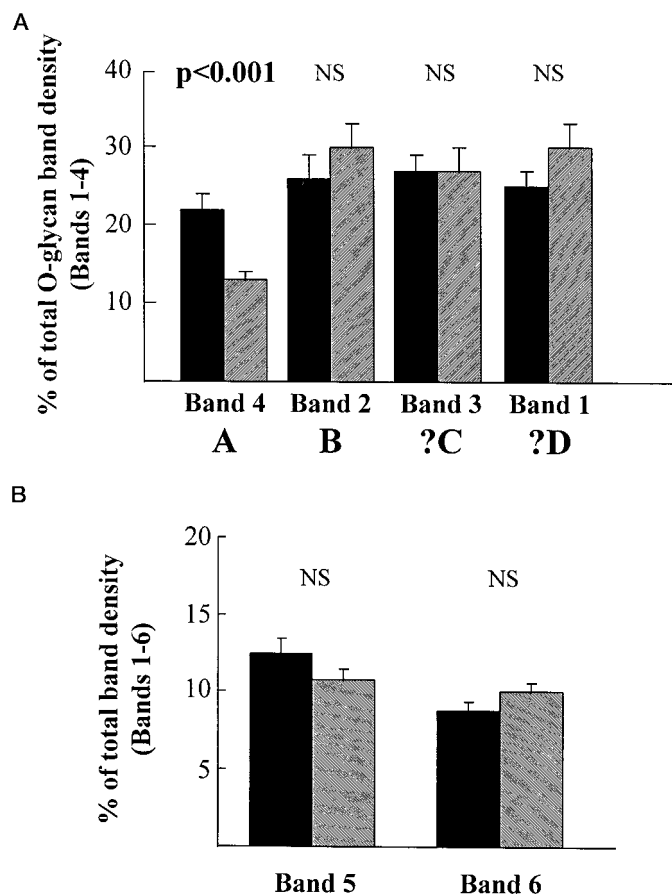 A
% of total O-glycan band density
(Bands 1-4)
40
30
20
10
p<0.001 NS NS NS
Band 4 Band 2 Band 3 Band 1
A B ?C ?D
B
% of total band density
(Bands 1-6)
20
15
10
5
NS NS
Band 5 Band 6